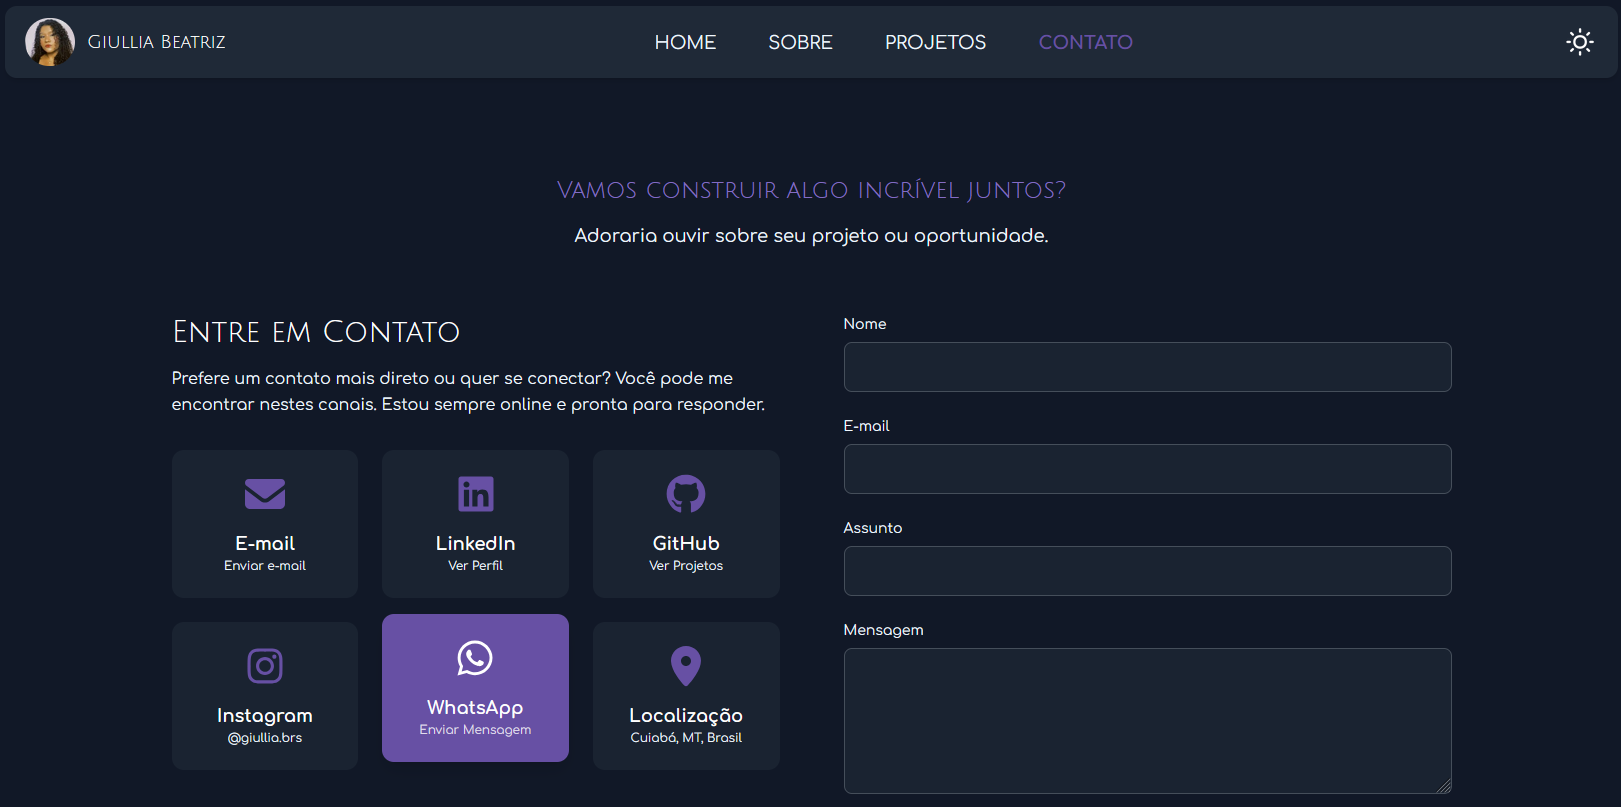 Giullia Beatriz
HOME
SOBRE
PROJETOS
CONTATO
Vamos construir algo incrível juntos?
Adoraria ouvir sobre seu projeto ou oportunidade.
Entre em Contato
Prefere um contato mais direto ou quer se conectar? Você pode me
encontrar nestes canais. Estou sempre online e pronta para responder.
E-mail
Enviar e-mail
LinkedIn
Ver Perfil
GitHub
Ver Projetos
Instagram
@giullia.brs
WhatsApp
Enviar Mensagem
Localização
Cuiabá, MT, Brasil
Nome
E-mail
Assunto
Mensagem